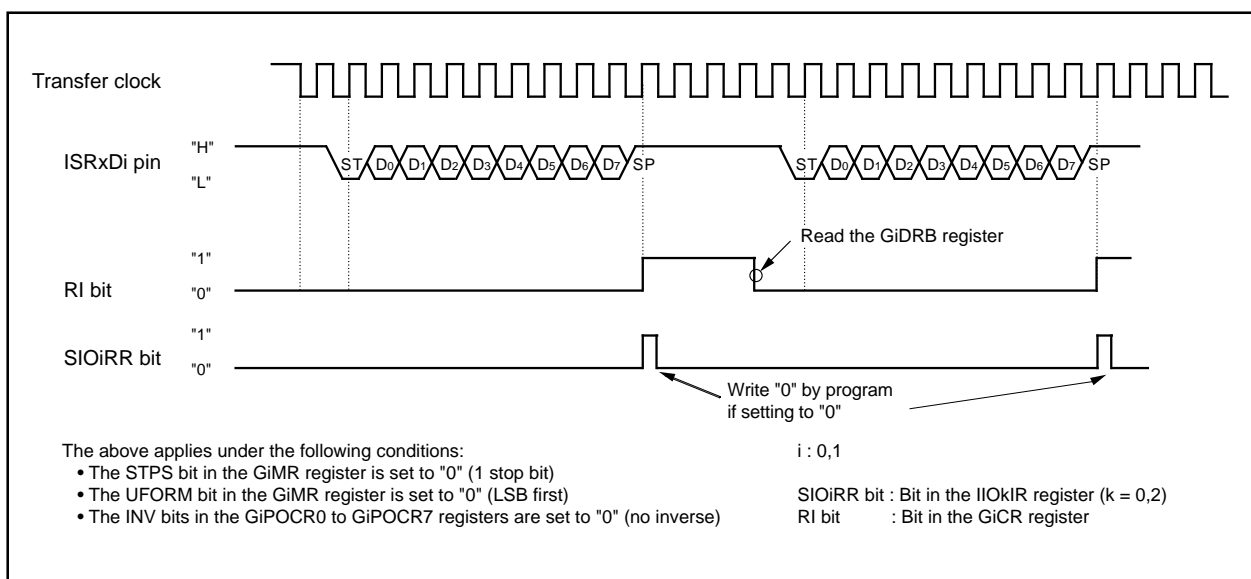 Transfer clock
ISRxDi pin
"H"
"L"
ST D0 D1 D2 D3 D4 D5 D6 D7 SP
ST D0 D1 D2 D3 D4 D5 D6 D7 SP
Read the GiDRB register
RI bit
"1"
"0"
SIOiRR bit
"1"
"0"
Write "0" by program
if setting to "0"
The above applies under the following conditions:
• The STPS bit in the GiMR register is set to "0" (1 stop bit)
• The UFORM bit in the GiMR register is set to "0" (LSB first)
• The INV bits in the GiPOCR0 to GiPOCR7 registers are set to "0" (no inverse)
i : 0,1
SIOiRR bit : Bit in the IIOkIR register (k = 0,2)
RI bit : Bit in the GiCR register